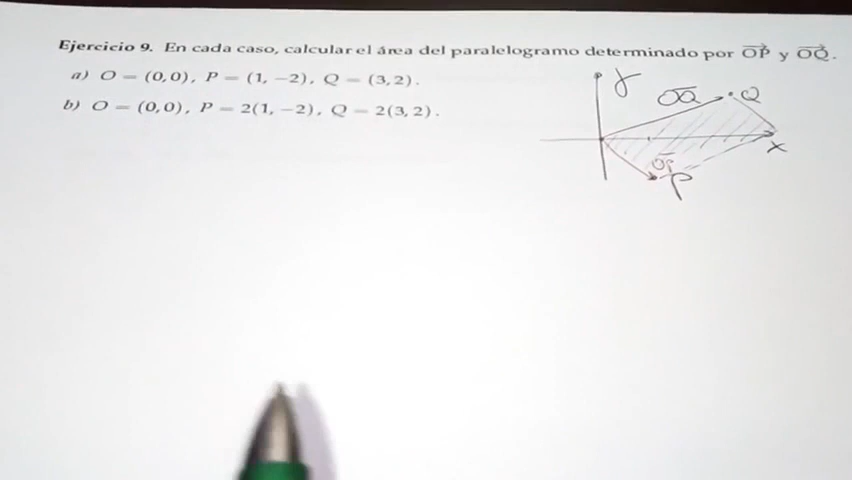 Ejercicio 9. En cada caso, calcular el área del paralelogramo determinado por OP y OQ.
a) O = (0,0), P = (1, −2), Q = (3, 2).
b) O = (0,0), P = 2(1, −2), Q = 2(3, 2).
y
OQ
Q
x
OP
P